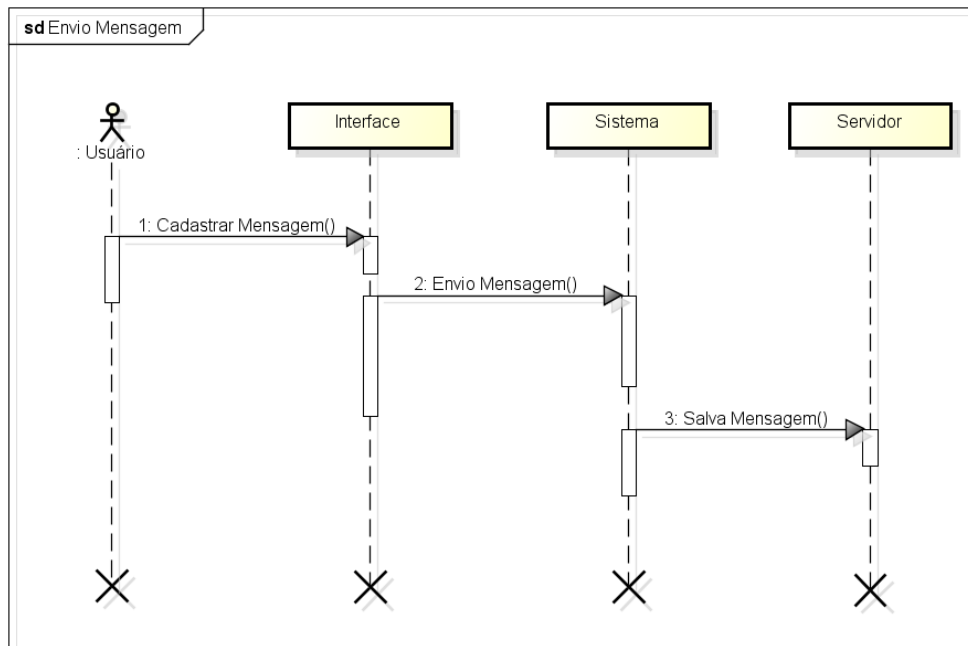 sd Envio Mensagem
: Usuário
Interface
Sistema
Servidor
1: Cadastrar Mensagem()
2: Envio Mensagem()
3: Salva Mensagem()